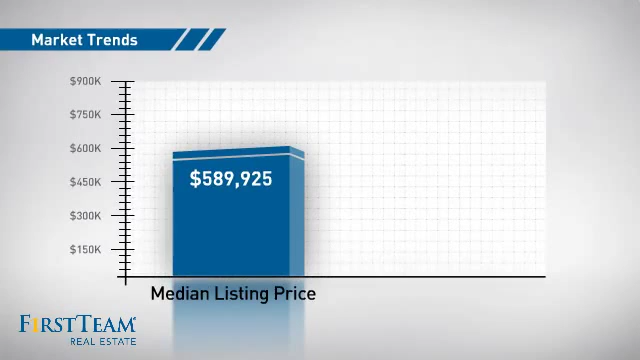 Market Trends
$900K
$750K
$600K
$450K
$300K
$150K
$589,925
Median Listing Price
FIRSTTEAM®
REAL ESTATE